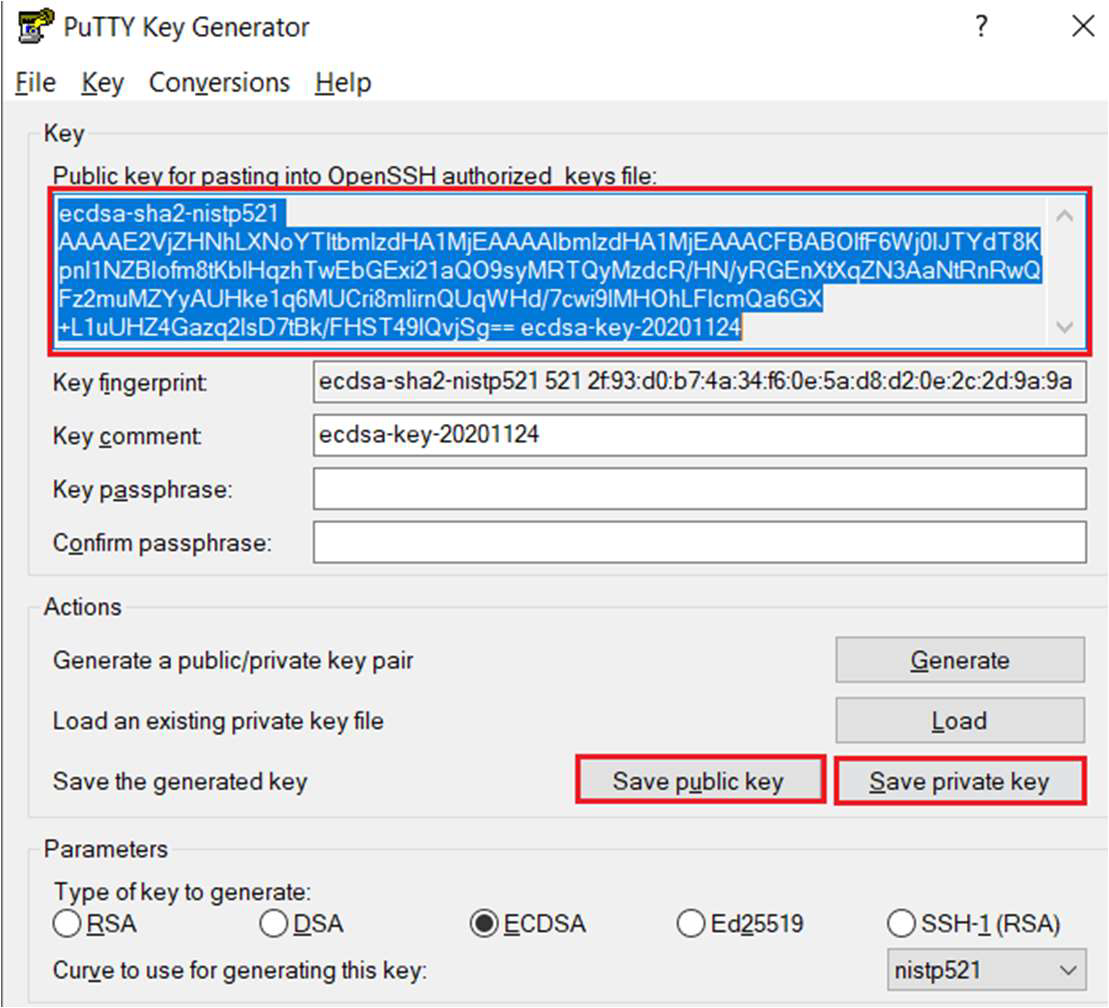 PuTTY Key Generator
?
File Key Conversions Help
Key
Public key for pasting into OpenSSH authorized_keys file:
ecdsa-sha2-nistp521
AAAAE2VjZHNhLXNoYTItbmlzdHA1MjEAAAAIbmlzdHA1MjEAAACFBABOlfF6Wj0lJTYdT8K
pnl1NZBlofm8tKblHqzhTwEbGExi21aQO9syMRTQyMzdcR/HN/yRGEnXtXqZN3AaNtRnRwQ
Fz2muMZYyAUHke1q6MUCri8mlirnQUqWHd/7cwi9lMHOhLFlcmQa6GX
+L1uUHZ4Gazq2lsD7tBk/FHST49lQvjSg== ecdsa-key-20201124
Key fingerprint: ecdsa-sha2-nistp521 521 2f:93:d0:b7:4a:34:f6:0e:5a:d8:d2:0e:2c:2d:9a:9a
Key comment: ecdsa-key-20201124
Key passphrase:
Confirm passphrase:
Actions
Generate a public/private key pair Generate
Load an existing private key file Load
Save the generated key Save public key Save private key
Parameters
Type of key to generate:
RSA DSA ECDSA Ed25519 SSH-1 (RSA)
Curve to use for generating this key: nistp521